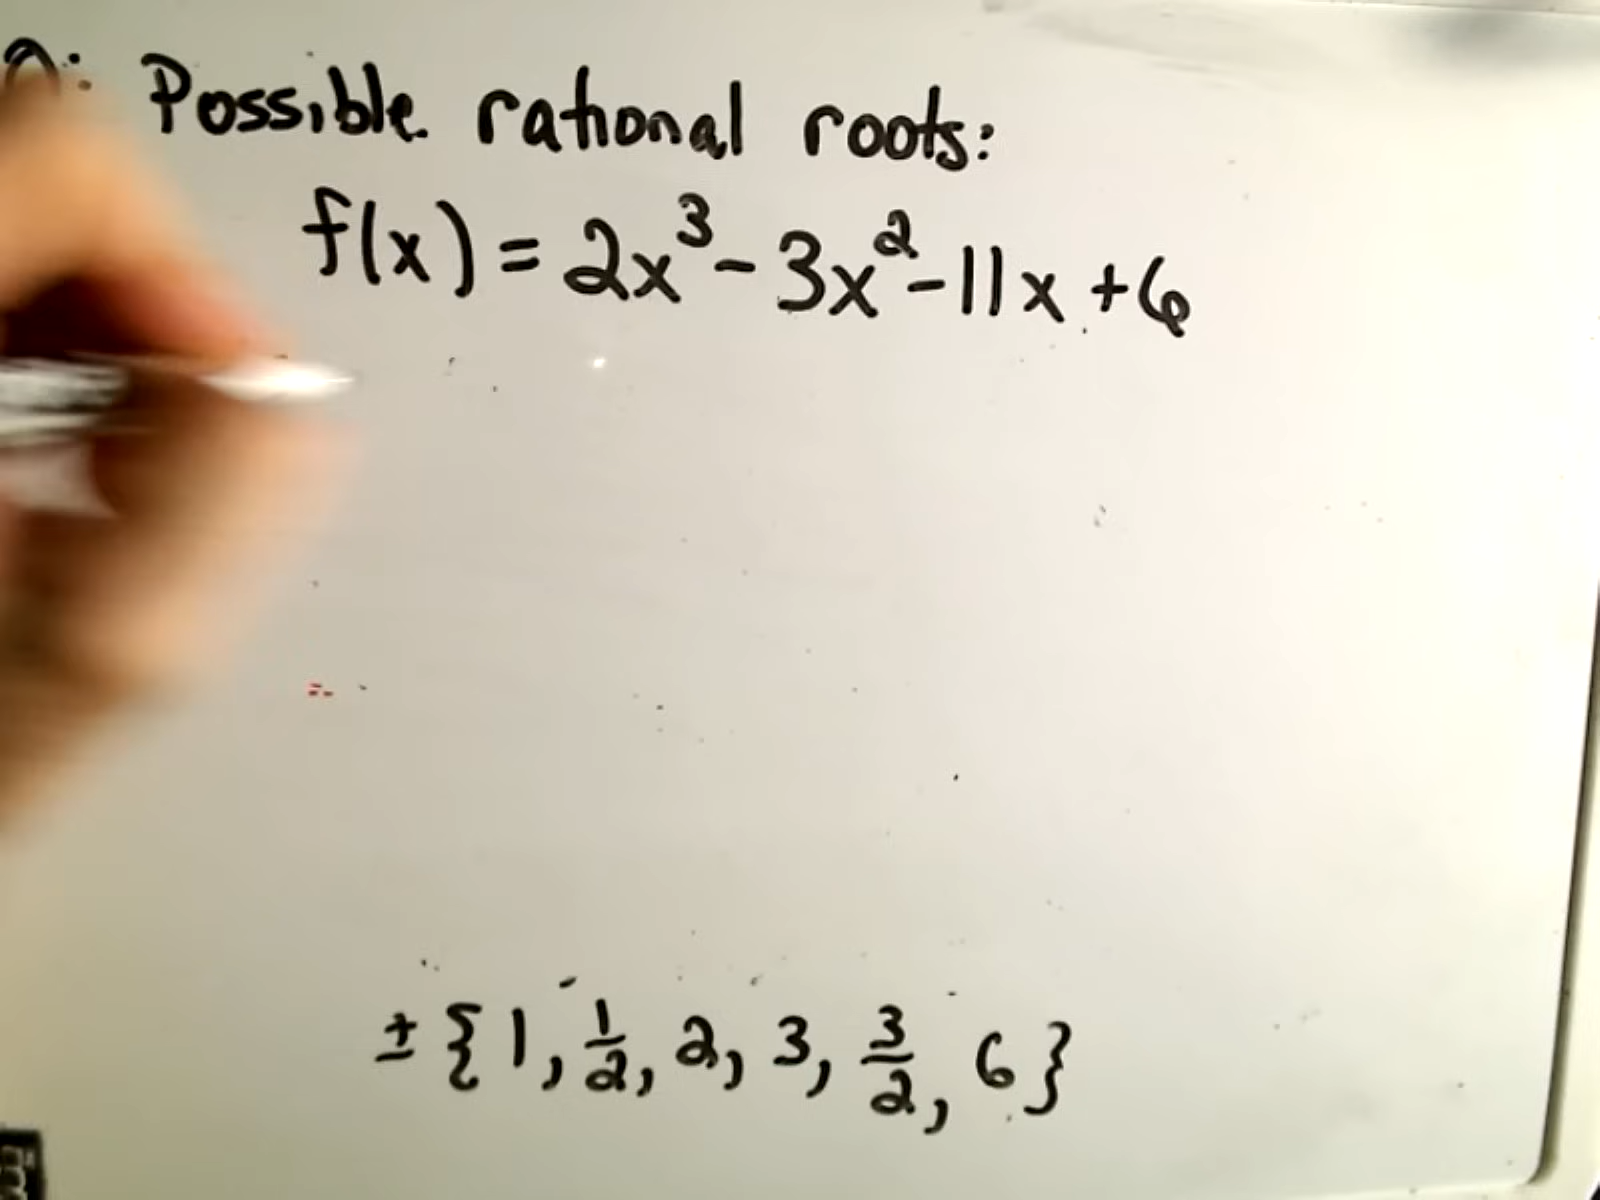 Possible rational roots:
f(x) = 2x³ - 3x² - 11x + 6
± { 1, 1/2, 2, 3, 3/2, 6 }